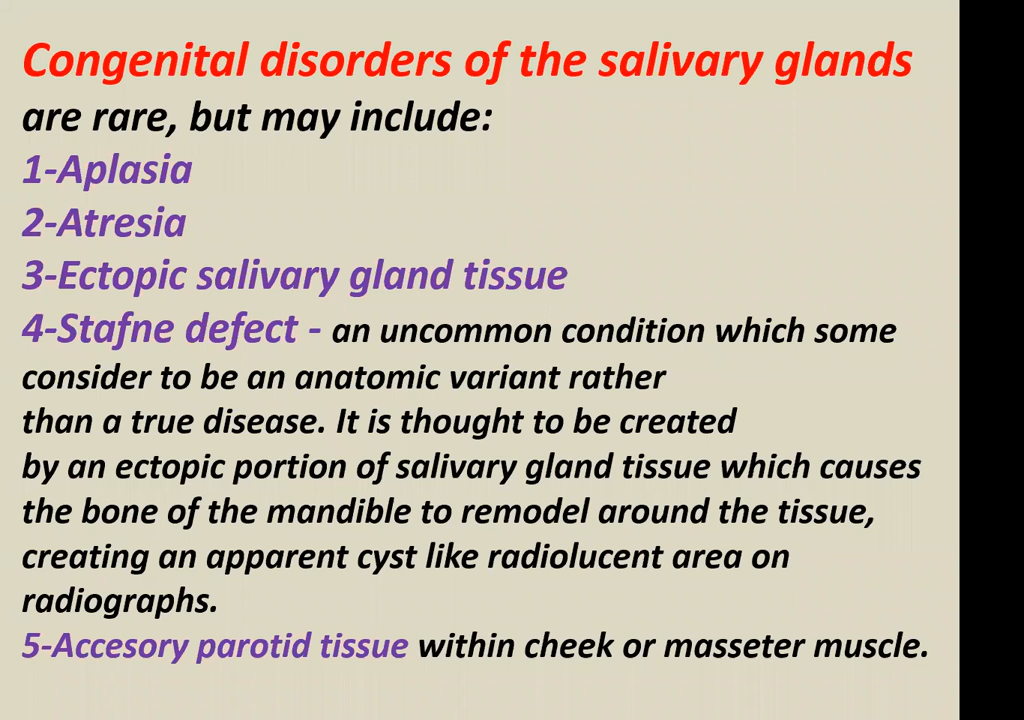 Congenital disorders of the salivary glands
are rare, but may include:
1-Aplasia
2-Atresia
3-Ectopic salivary gland tissue
4-Stafne defect - an uncommon condition which some
consider to be an anatomic variant rather
than a true disease. It is thought to be created
by an ectopic portion of salivary gland tissue which causes
the bone of the mandible to remodel around the tissue,
creating an apparent cyst like radiolucent area on
radiographs.
5-Accesory parotid tissue within cheek or masseter muscle.